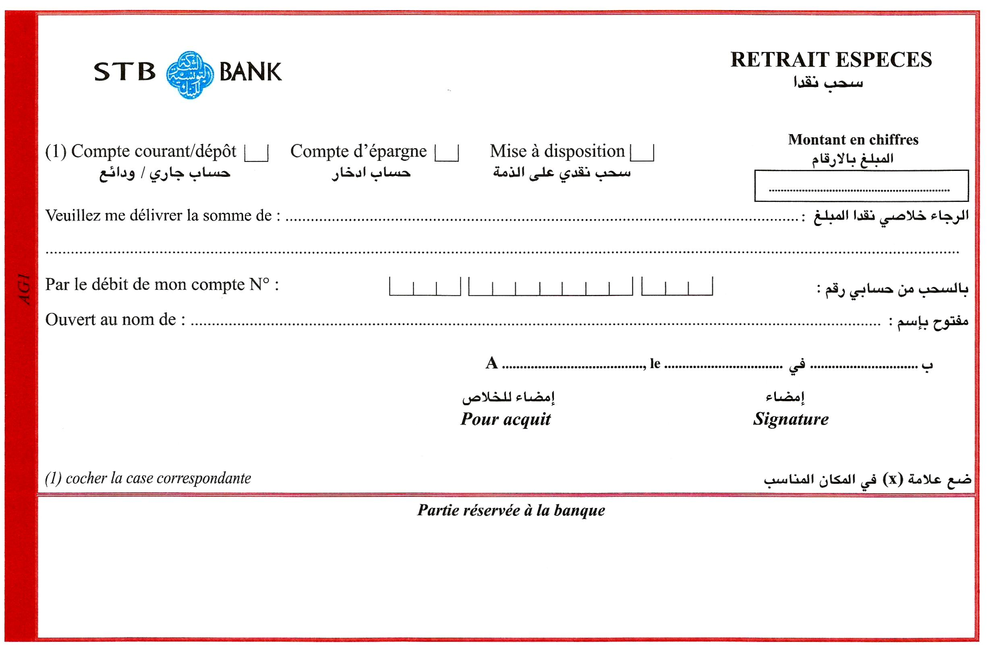 STB الشركة التونسية للبنك BANK
RETRAIT ESPECES
سحب نقدا
(1) Compte courant/dépôt Compte d’épargne Mise à disposition
حساب جاري / ودائع حساب ادخار سحب نقدي على الذمة
Montant en chiffres
المبلغ بالارقام
Veuillez me délivrer la somme de : الرجاء خلاصي نقدا المبلغ :
Par le débit de mon compte N° : بالسحب من حسابي رقم :
Ouvert au nom de : مفتوح بإسم :
A ...................., le .................... في .................... ب
إمضاء للخلاص إمضاء
Pour acquit Signature
(1) cocher la case correspondante ضع علامة (x) في المكان المناسب
Partie réservée à la banque
AG1